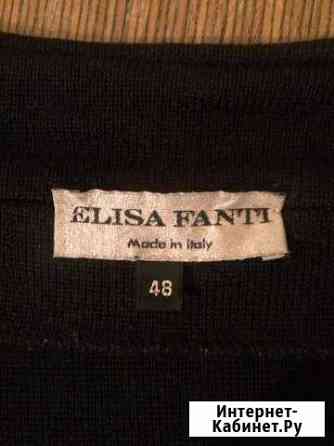 ELISA FANTI
Made in Italy
48
Интернет-
Кабинет.Ру